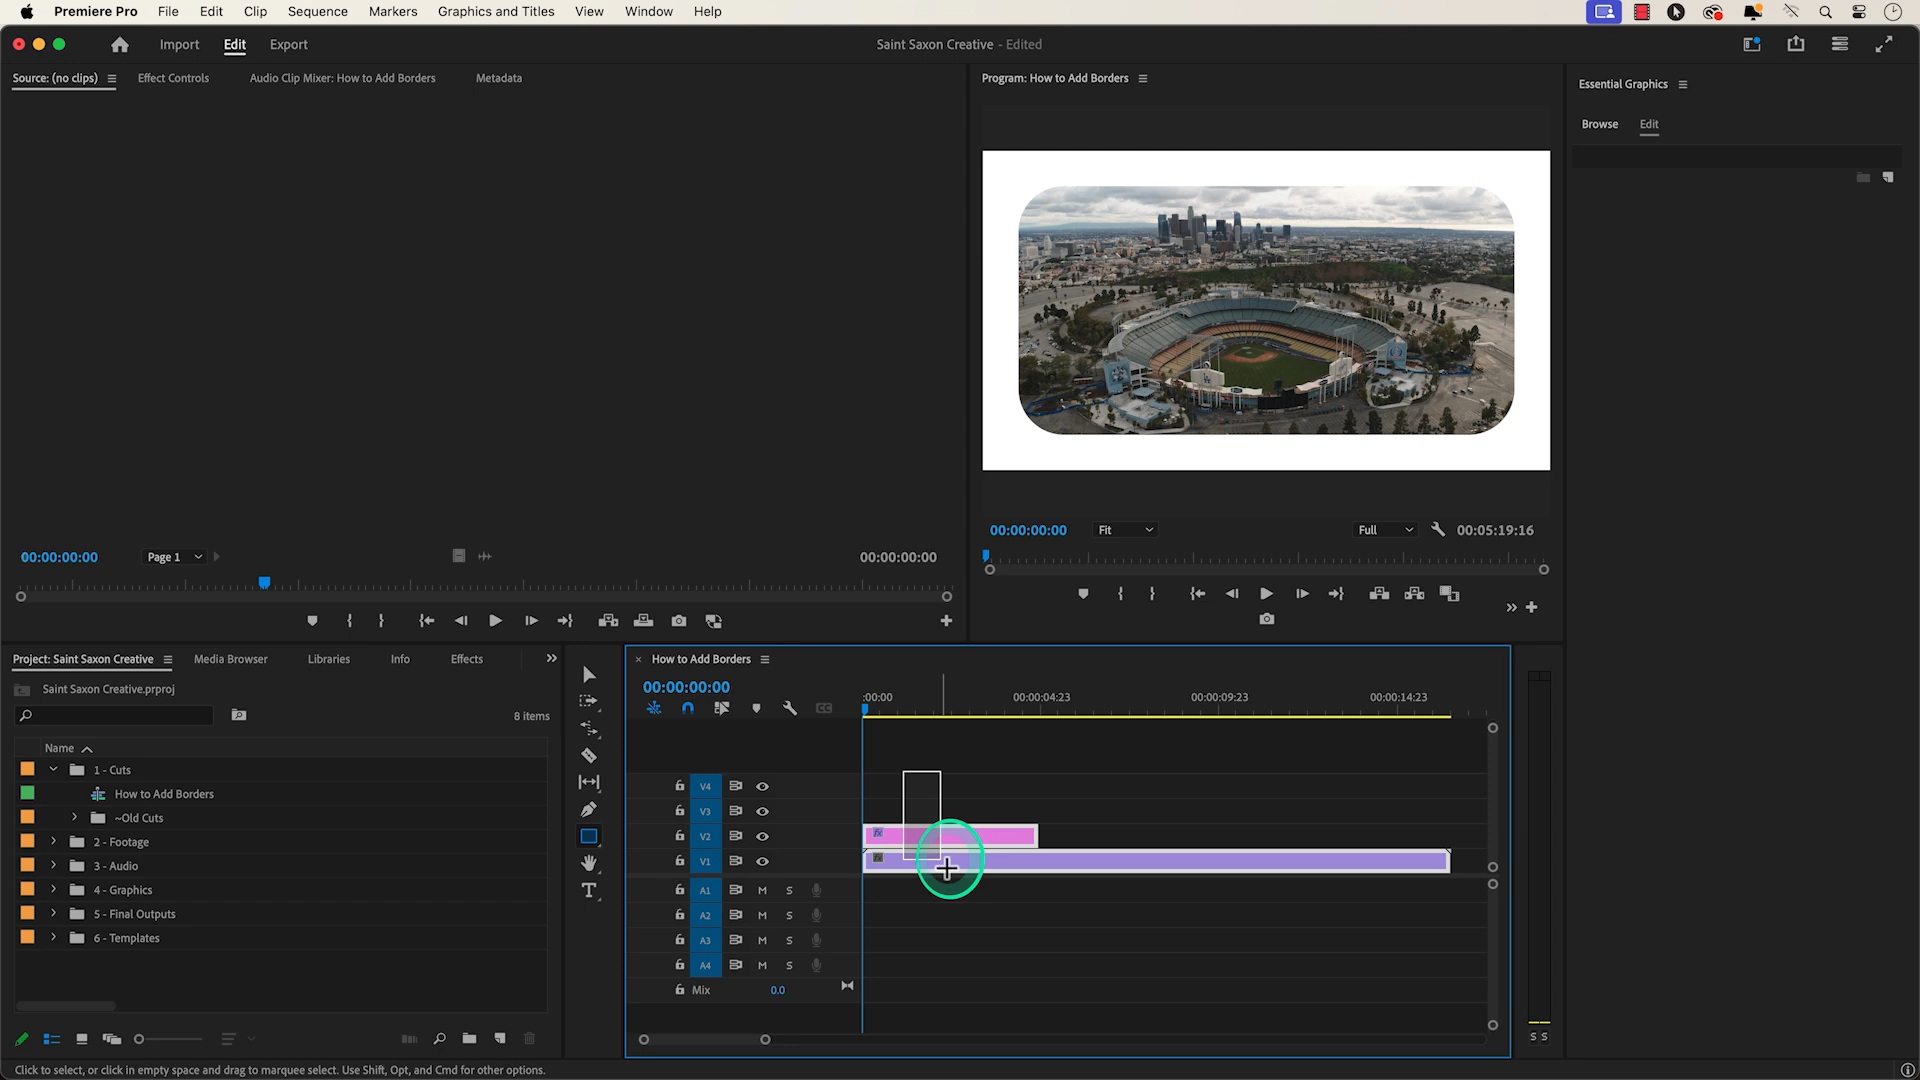 Premiere Pro File Edit Clip Sequence Markers Graphics and Titles View Window Help
Import Edit Export
Saint Saxon Creative - Edited
Source: (no clips) Effect Controls Audio Clip Mixer: How to Add Borders Metadata
Program: How to Add Borders
Essential Graphics
Browse Edit
00:00:00:00 Fit Full 00:05:19:16
00:00:00:00 Page 1 00:00:00:00
Project: Saint Saxon Creative Media Browser Libraries Info Effects
Saint Saxon Creative.prproj
8 items
Name
1 - Cuts
How to Add Borders
~Old Cuts
2 - Footage
3 - Audio
4 - Graphics
5 - Final Outputs
6 - Templates
T
× How to Add Borders
00:00:00:00
CC
:00:00 00:00:04:23 00:00:09:23 00:00:14:23
V4
V3
V2 fx
V1 fx
A1 M S
A2 M S
A3 M S
A4 M S
Mix 0.0
S S
Click to select, or click in empty space and drag to marquee select. Use Shift, Opt, and Cmd for other options.